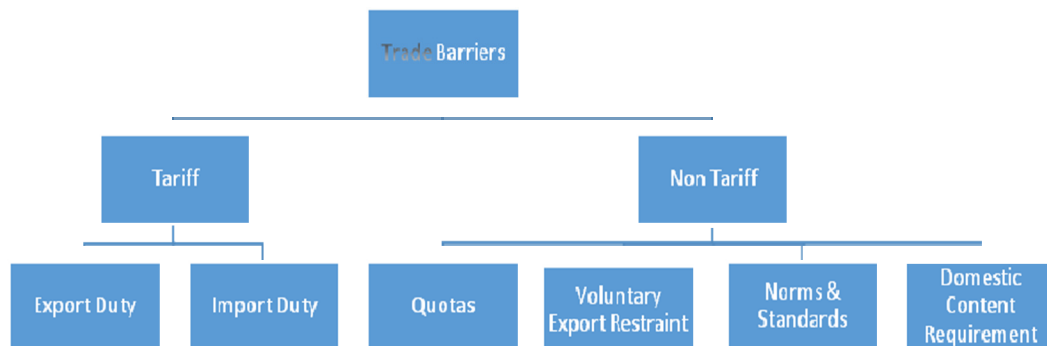 Trade Barriers
Tariff
Non Tariff
Export Duty
Import Duty
Quotas
Voluntary
Export Restraint
Norms &
Standards
Domestic
Content
Requirement